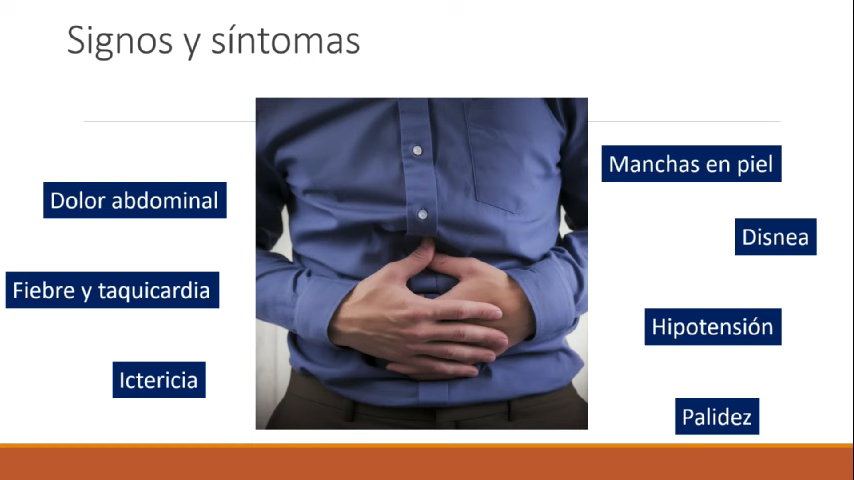 Signos y síntomas
Dolor abdominal
Fiebre y taquicardia
Ictericia
Manchas en piel
Disnea
Hipotensión
Palidez